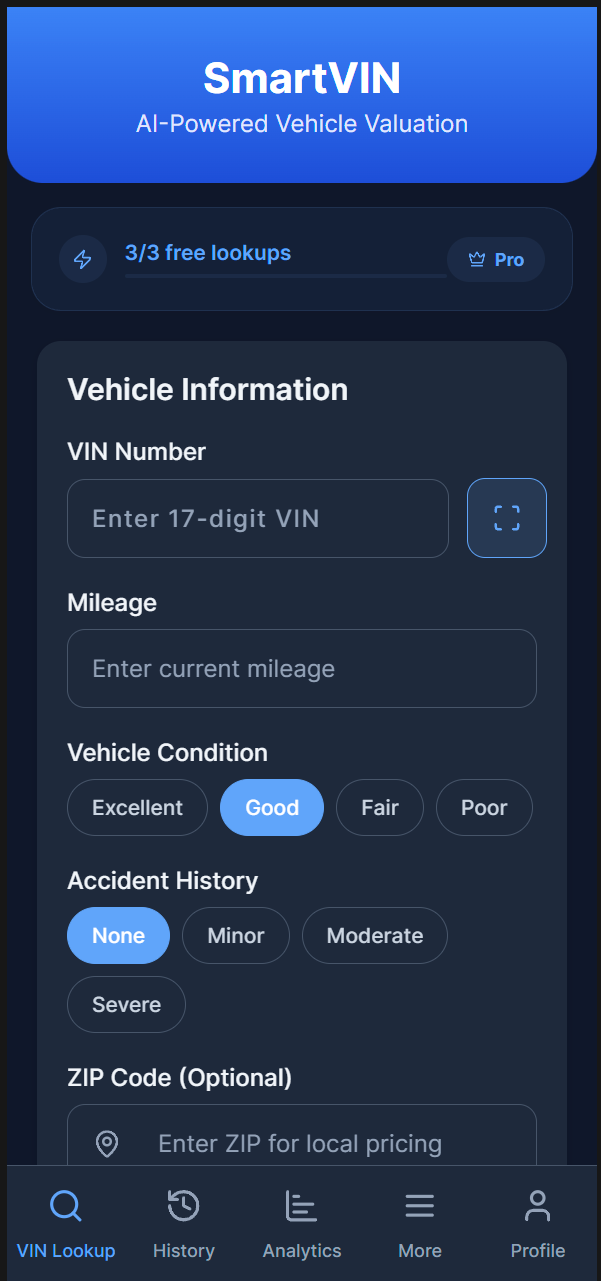 SmartVIN
AI-Powered Vehicle Valuation
3/3 free lookups
Pro
Vehicle Information
VIN Number
Enter 17-digit VIN
Mileage
Enter current mileage
Vehicle Condition
Excellent Good Fair Poor
Accident History
None Minor Moderate
Severe
ZIP Code (Optional)
Enter ZIP for local pricing
VIN Lookup History Analytics More Profile